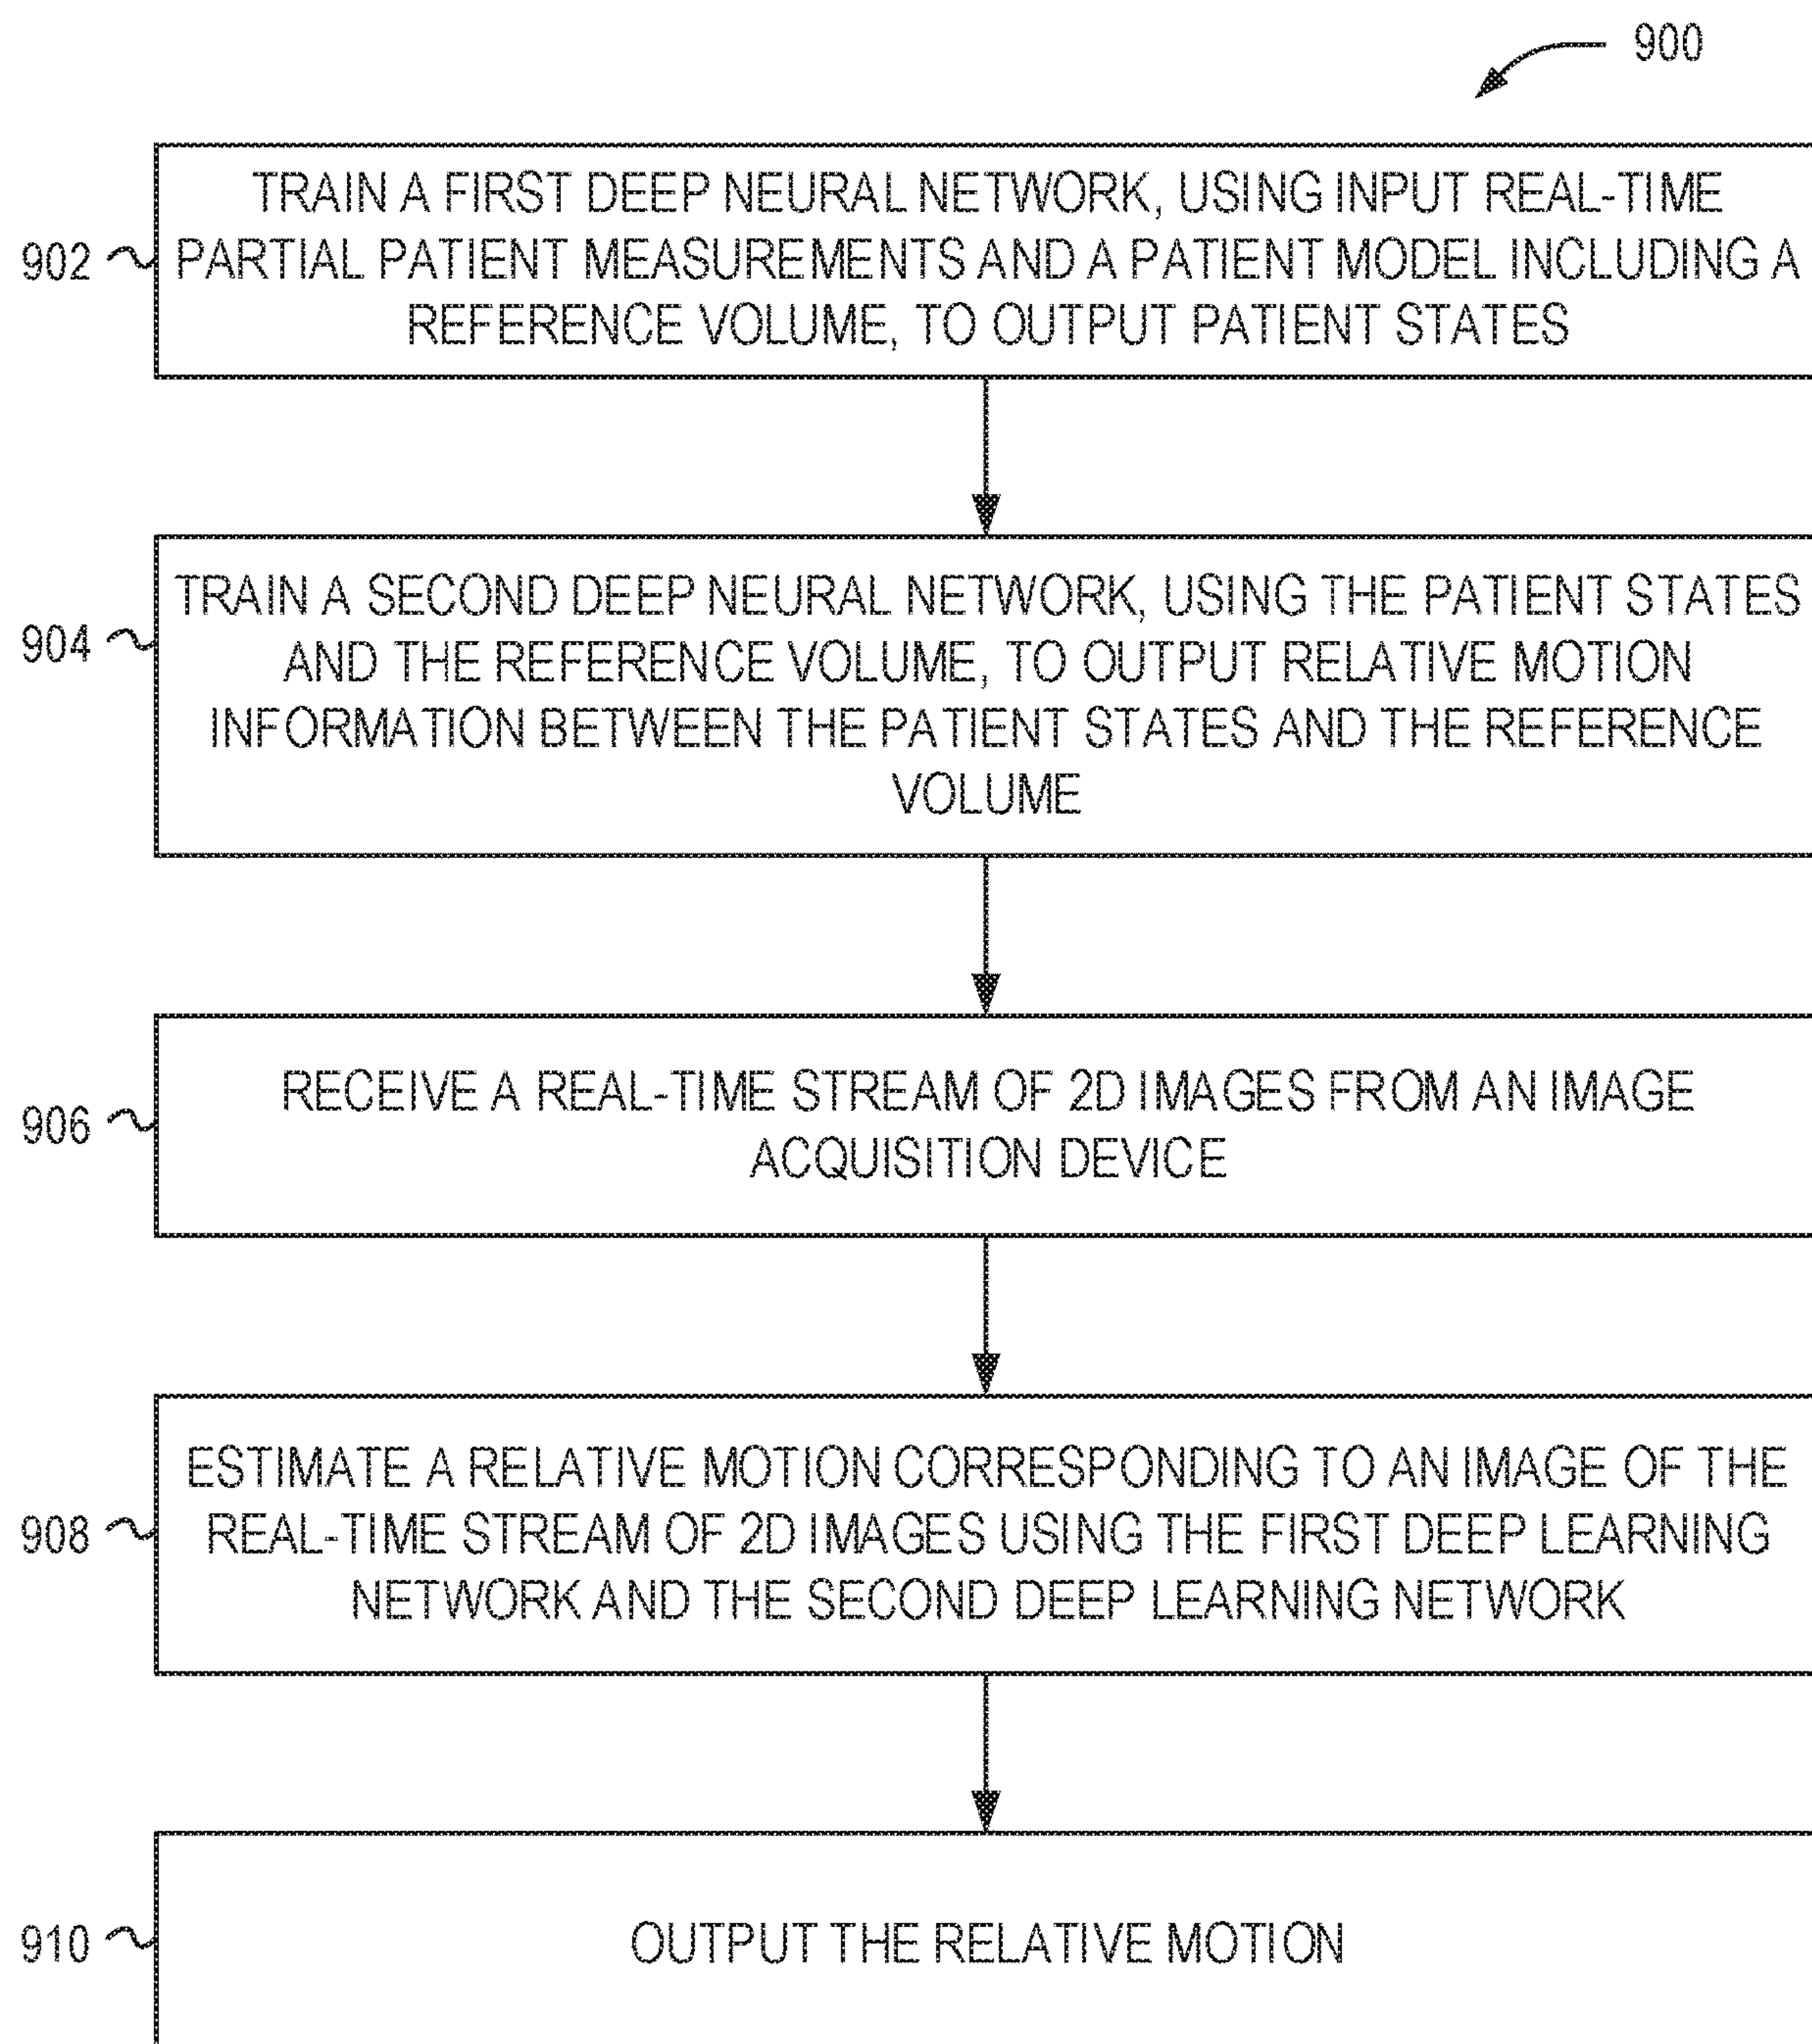 900
TRAIN A FIRST DEEP NEURAL NETWORK, USING INPUT REAL-TIME
902 PARTIAL PATIENT MEASUREMENTS AND A PATIENT MODEL INCLUDING A
REFERENCE VOLUME, TO OUTPUT PATIENT STATES
TRAIN A SECOND DEEP NEURAL NETWORK, USING THE PATIENT STATES
904 AND THE REFERENCE VOLUME, TO OUTPUT RELATIVE MOTION
INFORMATION BETWEEN THE PATIENT STATES AND THE REFERENCE
VOLUME
RECEIVE A REAL-TIME STREAM OF 2D IMAGES FROM AN IMAGE
906 ACQUISITION DEVICE
ESTIMATE A RELATIVE MOTION CORRESPONDING TO AN IMAGE OF THE
908 REAL-TIME STREAM OF 2D IMAGES USING THE FIRST DEEP LEARNING
NETWORK AND THE SECOND DEEP LEARNING NETWORK
910 OUTPUT THE RELATIVE MOTION